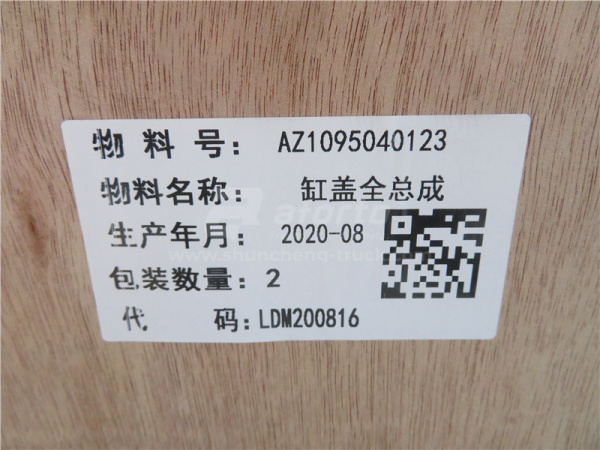 物料号: AZ1095040123
物料名称: 缸盖全总成
生产年月: 2020-08
包装数量: 2
代码: LDM200816